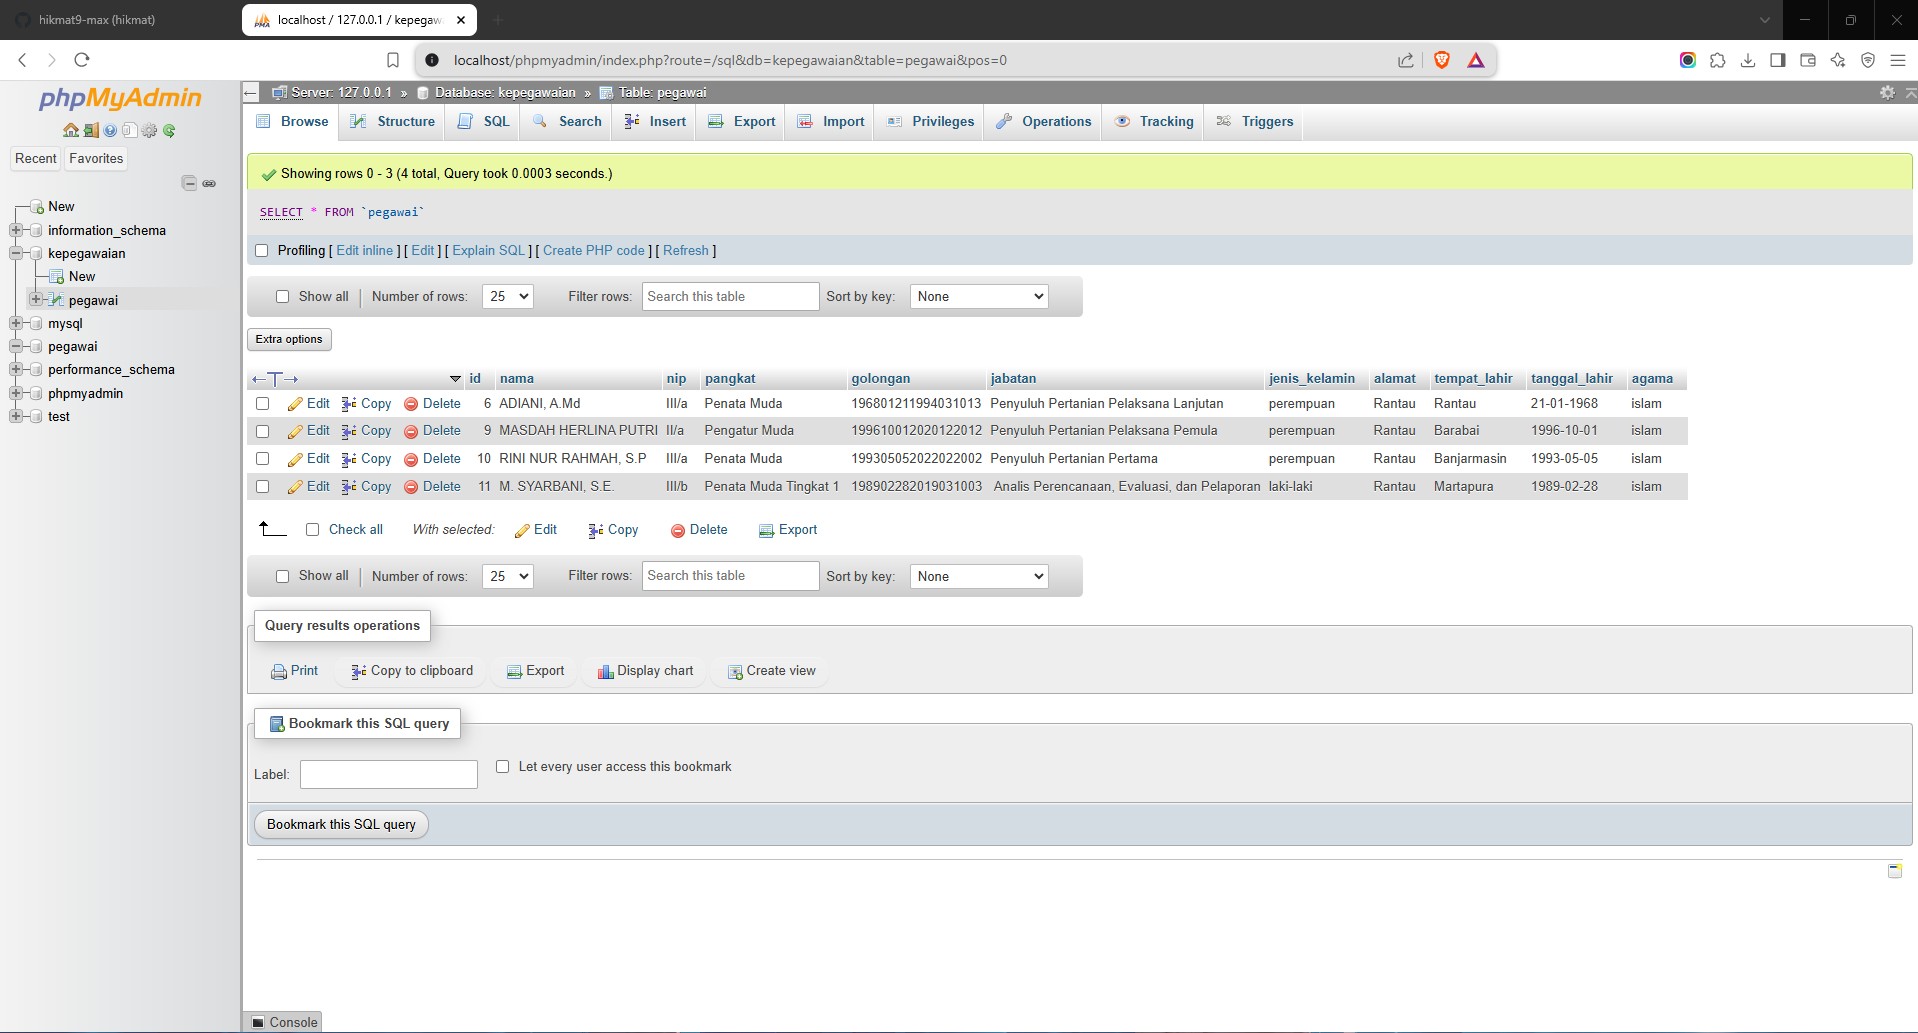 hikmat9-max (hikmat)
localhost / 127.0.0.1 / kepegaw
localhost/phpmyadmin/index.php?route=/sql&db=kepegawaian&table=pegawai&pos=0
phpMyAdmin
Recent Favorites
New
information_schema
kepegawaian
New
pegawai
mysql
pegawai
performance_schema
phpmyadmin
test
Server: 127.0.0.1 » Database: kepegawaian » Table: pegawai
Browse Structure SQL Search Insert Export Import Privileges Operations Tracking Triggers
Showing rows 0 - 3 (4 total, Query took 0.0003 seconds.)
SELECT * FROM `pegawai`
Profiling [ Edit inline ] [ Edit ] [ Explain SQL ] [ Create PHP code ] [ Refresh ]
Show all Number of rows: 25 Filter rows: Search this table Sort by key: None
Extra options
id nama nip pangkat golongan jabatan jenis_kelamin alamat tempat_lahir tanggal_lahir agama
Edit Copy Delete 6 ADIANI, A.Md III/a Penata Muda 196801211994031013 Penyuluh Pertanian Pelaksana Lanjutan perempuan Rantau Rantau 21-01-1968 islam
Edit Copy Delete 9 MASDAH HERLINA PUTRI II/a Pengatur Muda 199610012020122012 Penyuluh Pertanian Pelaksana Pemula perempuan Rantau Barabai 1996-10-01 islam
Edit Copy Delete 10 RINI NUR RAHMAH, S.P III/a Penata Muda 199305052022022002 Penyuluh Pertanian Pertama perempuan Rantau Banjarmasin 1993-05-05 islam
Edit Copy Delete 11 M. SYARBANI, S.E. III/b Penata Muda Tingkat 1 198902282019031003 Analis Perencanaan, Evaluasi, dan Pelaporan laki-laki Rantau Martapura 1989-02-28 islam
Check all With selected: Edit Copy Delete Export
Show all Number of rows: 25 Filter rows: Search this table Sort by key: None
Query results operations
Print Copy to clipboard Export Display chart Create view
Bookmark this SQL query
Label: Let every user access this bookmark
Bookmark this SQL query
Console